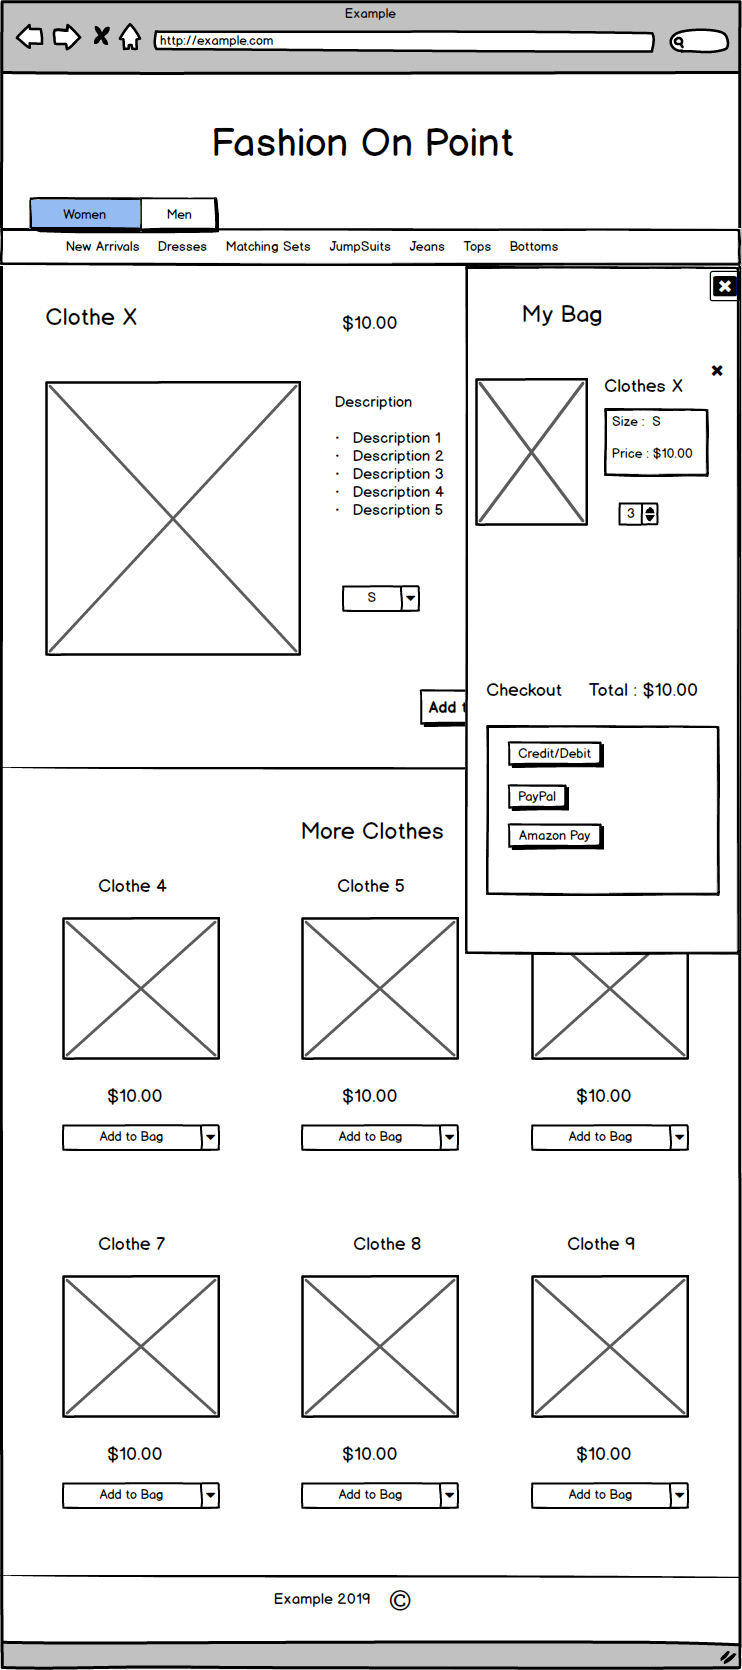 Example
http://example.com
Fashion On Point
Women Men
New Arrivals Dresses Matching Sets JumpSuits Jeans Tops Bottoms
Clothe X
$10.00
Description
• Description 1
• Description 2
• Description 3
• Description 4
• Description 5
S
Add t
My Bag
Clothes X
Size : S
Price : $10.00
3
Checkout Total : $10.00
Credit/Debit
PayPal
Amazon Pay
More Clothes
Clothe 4 Clothe 5
$10.00 $10.00 $10.00
Add to Bag Add to Bag Add to Bag
Clothe 7 Clothe 8 Clothe 9
$10.00 $10.00 $10.00
Add to Bag Add to Bag Add to Bag
Example 2019 ©